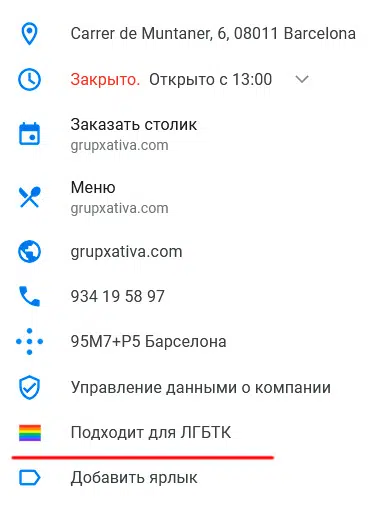 Carrer de Muntaner, 6, 08011 Barcelona
Закрыто. Открыто с 13:00
Заказать столик
grupxativa.com
Меню
grupxativa.com
grupxativa.com
934 19 58 97
95M7+P5 Барселона
Управление данными о компании
Подходит для ЛГБТК
Добавить ярлык